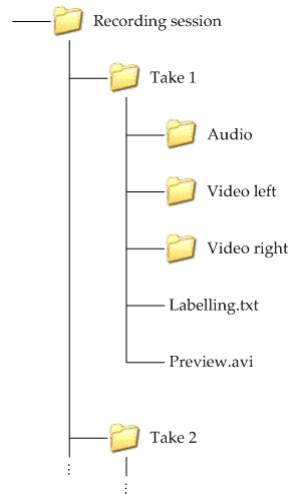 Recording session
Take 1
Audio
Video left
Video right
Labelling.txt
Preview.avi
Take 2